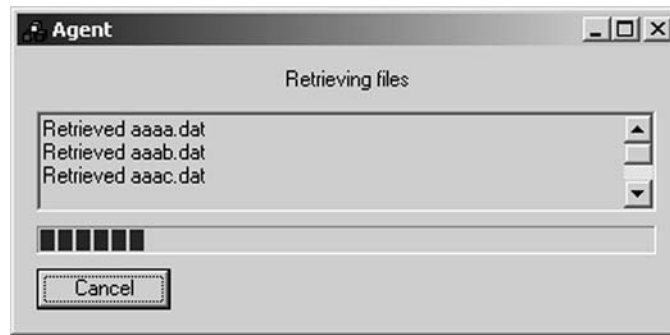 Agent
Retrieving files
Retrieved aaaa.dat
Retrieved aaab.dat
Retrieved aaac.dat
Cancel